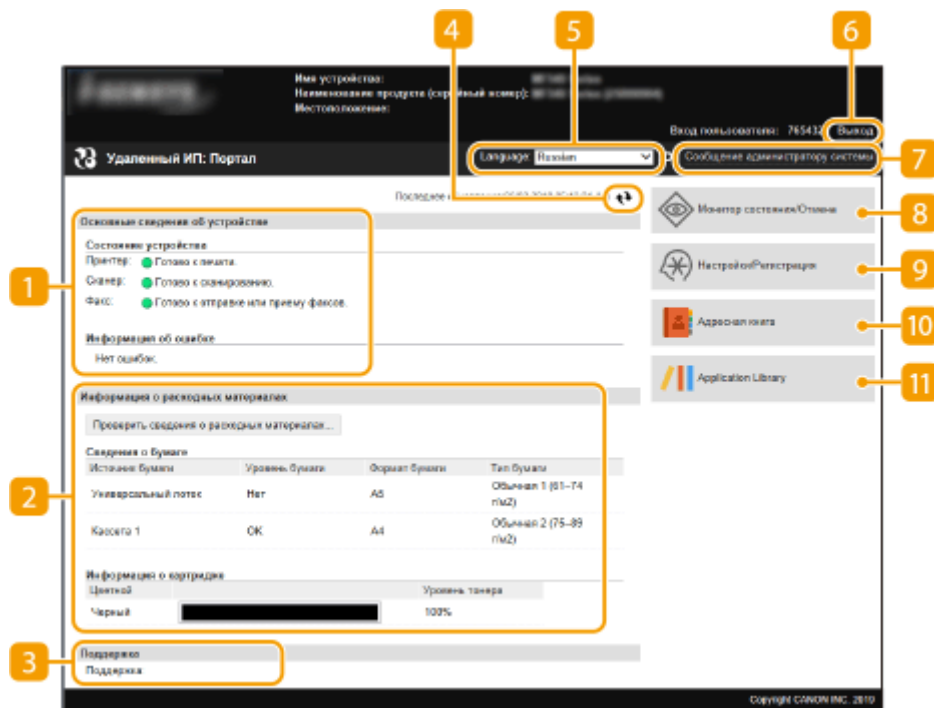 4
5
6
Имя устройства:
Наименование продукта (серийный номер):
Местоположение:
Вход пользователя: 765432 Выход
Удаленный ИП: Портал
Language: Russian
Сообщение администратору системы
7
Последнее
Основные сведения об устройстве
Монитор состояния/Отмена
8
Состояние устройства
Принтер: Готово к печати.
Сканер: Готово к сканированию.
Факс: Готово к отправке или приему факсов.
1
Настройки/Регистрация
9
Информация об ошибке
Нет ошибок.
Адресная книга
10
Application Library
11
Информация о расходных материалах
Проверить сведения о расходных материалах...
Сведения о бумаге
Источник бумаги Уровень бумаги Формат бумаги Тип бумаги
2
Универсальный лоток Нет A5 Обычная 1 (61–74 г/м2)
Кассета 1 OK A4 Обычная 2 (75–89 г/м2)
Информация о картридже
Цветной Уровень тонера
Черный 100%
3
Поддержка
Поддержка
Copyright CANON INC. 2019